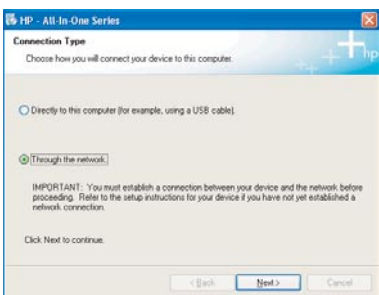 HP - All-In-One Series
Connection Type
Choose how you will connect your device to this computer.
hp
Directly to this computer (for example, using a USB cable).
Through the network.
IMPORTANT: You must establish a connection between your device and the network before
proceeding. Refer to the setup instructions for your device if you have not yet established a
network connection.
Click Next to continue.
< Back
Next >
Cancel